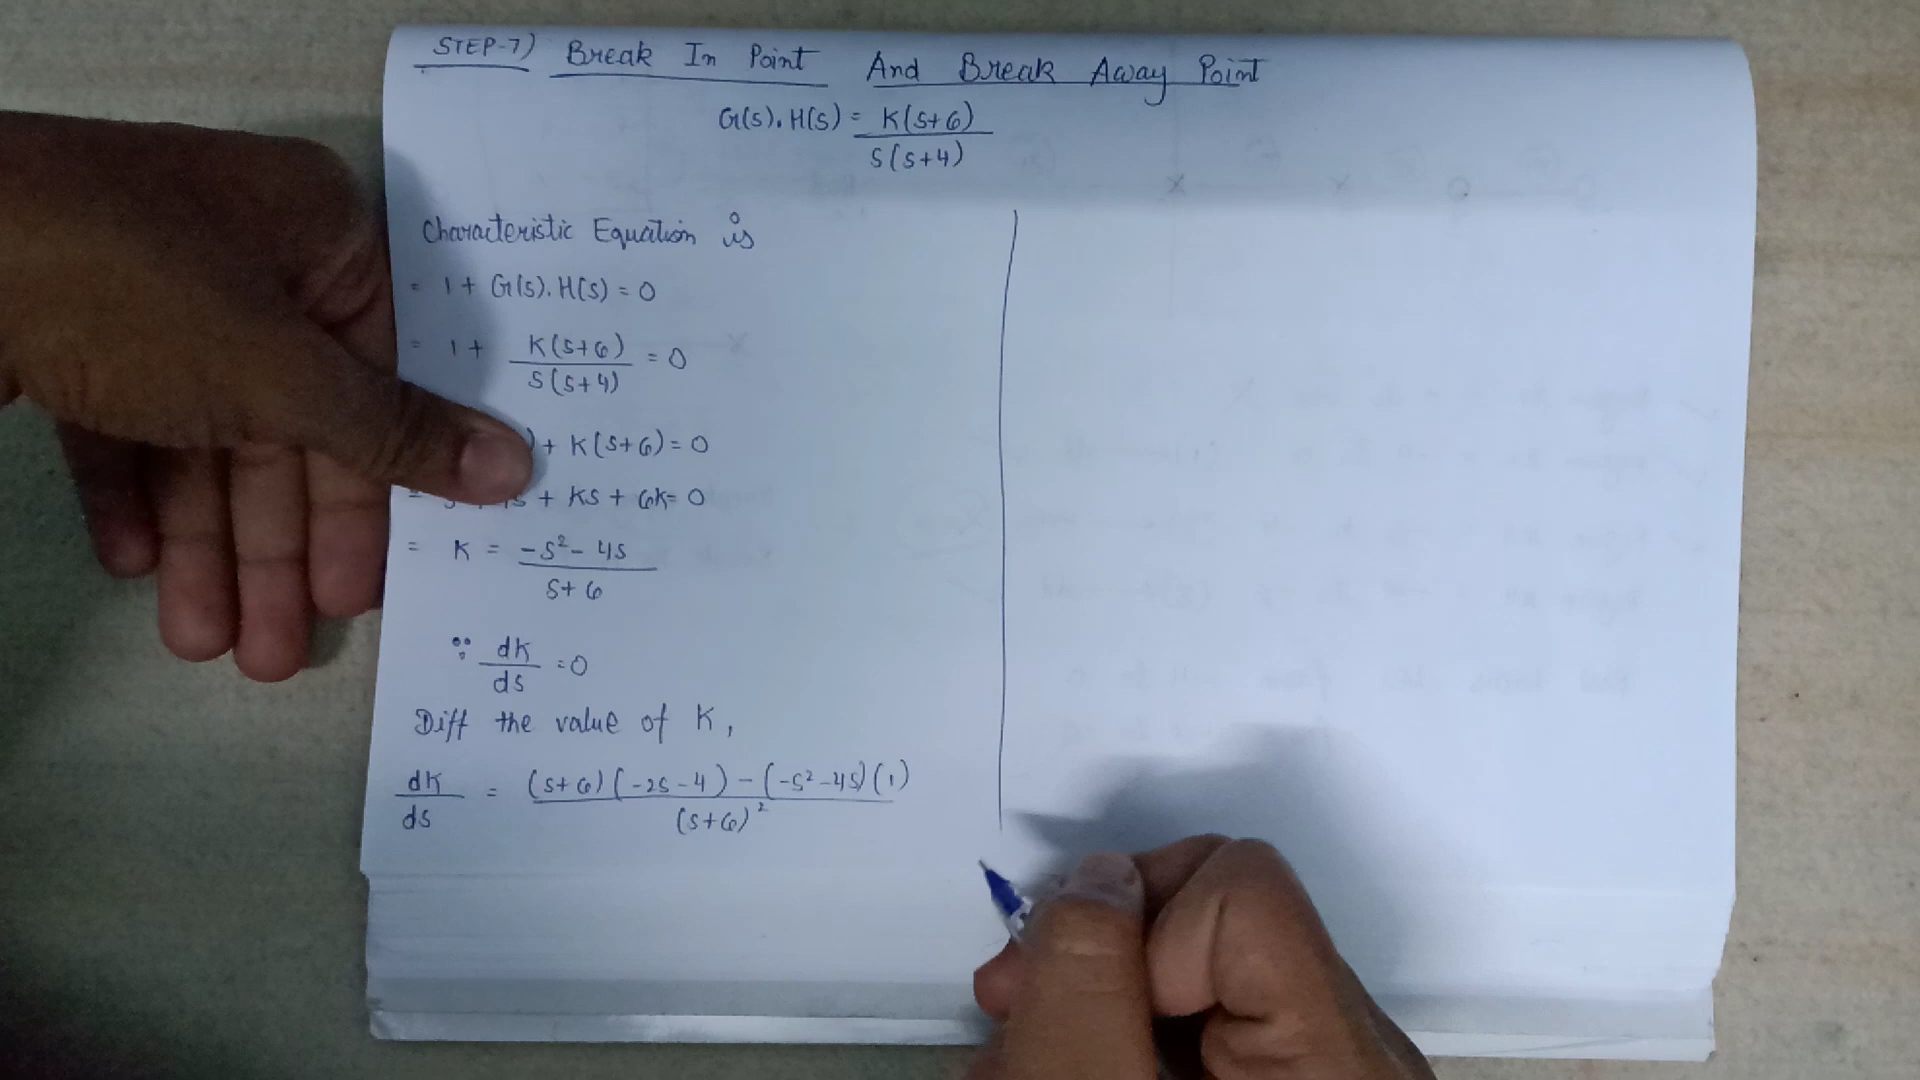 STEP-7) Break In Point And Break Away Point
G(s).H(s) = K(s+6)
s(s+4)
Characteristic Equation is
= 1 + G(s).H(s) = 0
= 1 + K(s+6) = 0
s(s+4)
) + K(s+6) = 0
+ Ks + 6K = 0
= K = -s² - 4s
s+6
∵ dK = 0
ds
Diff the value of K,
dK = (s+6)(-2s-4) - (-s²-4s)(1)
ds (s+6)²